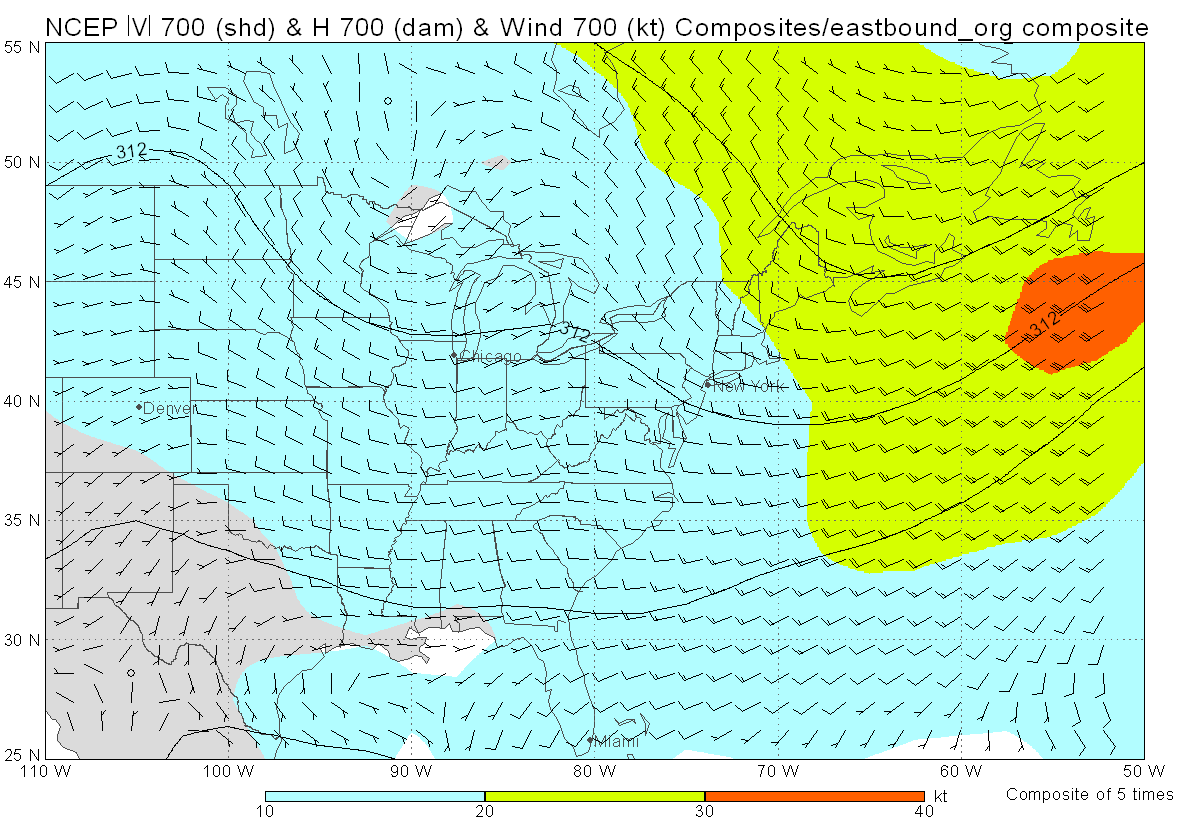 NCEP |V| 700 (shd) & H 700 (dam) & Wind 700 (kt) Composites/eastbound_org composite
55 N
50 N
45 N
40 N
35 N
30 N
25 N
312
312
312
Chicago
New York
Denver
Miami
110 W 100 W 90 W 80 W 70 W 60 W 50 W
10 20 30 40 kt
Composite of 5 times